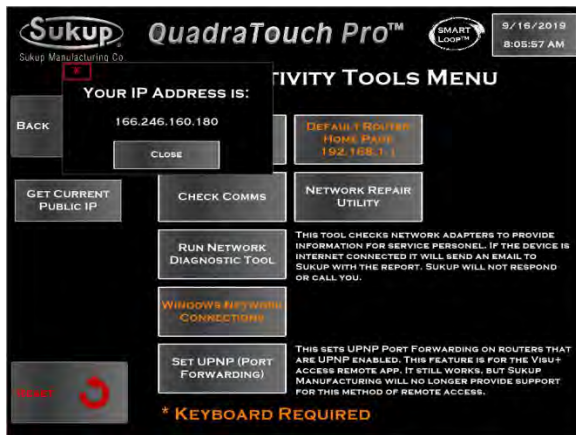 Sukup
Sukup Manufacturing Co.
QuadraTouch Pro™
SMART
LOOP™
9/16/2019
8:05:57 AM
TIVITY TOOLS MENU
YOUR IP ADDRESS IS:
166.246.160.180
CLOSE
BACK
DEFAULT ROUTER
HOME PAGE
192.168.1.1
GET CURRENT
PUBLIC IP
CHECK COMMS
NETWORK REPAIR
UTILITY
RUN NETWORK
DIAGNOSTIC TOOL
THIS TOOL CHECKS NETWORK ADAPTERS TO PROVIDE
INFORMATION FOR SERVICE PERSONEL. IF THE DEVICE IS
INTERNET CONNECTED IT WILL SEND AN EMAIL TO
SUKUP WITH THE REPORT. SUKUP WILL NOT RESPOND
OR CALL YOU.
WINDOWS NETWORK
CONNECTIONS
SET UPNP (PORT
FORWARDING)
THIS SETS UPNP PORT FORWARDING ON ROUTERS THAT
ARE UPNP ENABLED. THIS FEATURE IS FOR THE VISU+
ACCESS REMOTE APP. IT STILL WORKS, BUT SUKUP
MANUFACTURING WILL NO LONGER PROVIDE SUPPORT
FOR THIS METHOD OF REMOTE ACCESS.
RESET
* KEYBOARD REQUIRED